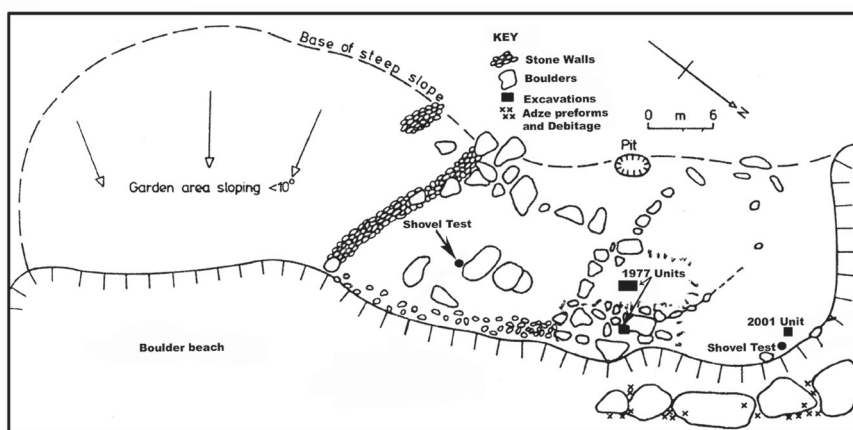 Base of steep slope
KEY
Stone Walls
Boulders
Excavations
Adze preforms
and Debitage
N
0 m 6
Pit
Garden area sloping <10°
Shovel Test
1977 Units
2001 Unit
Shovel Test
Boulder beach